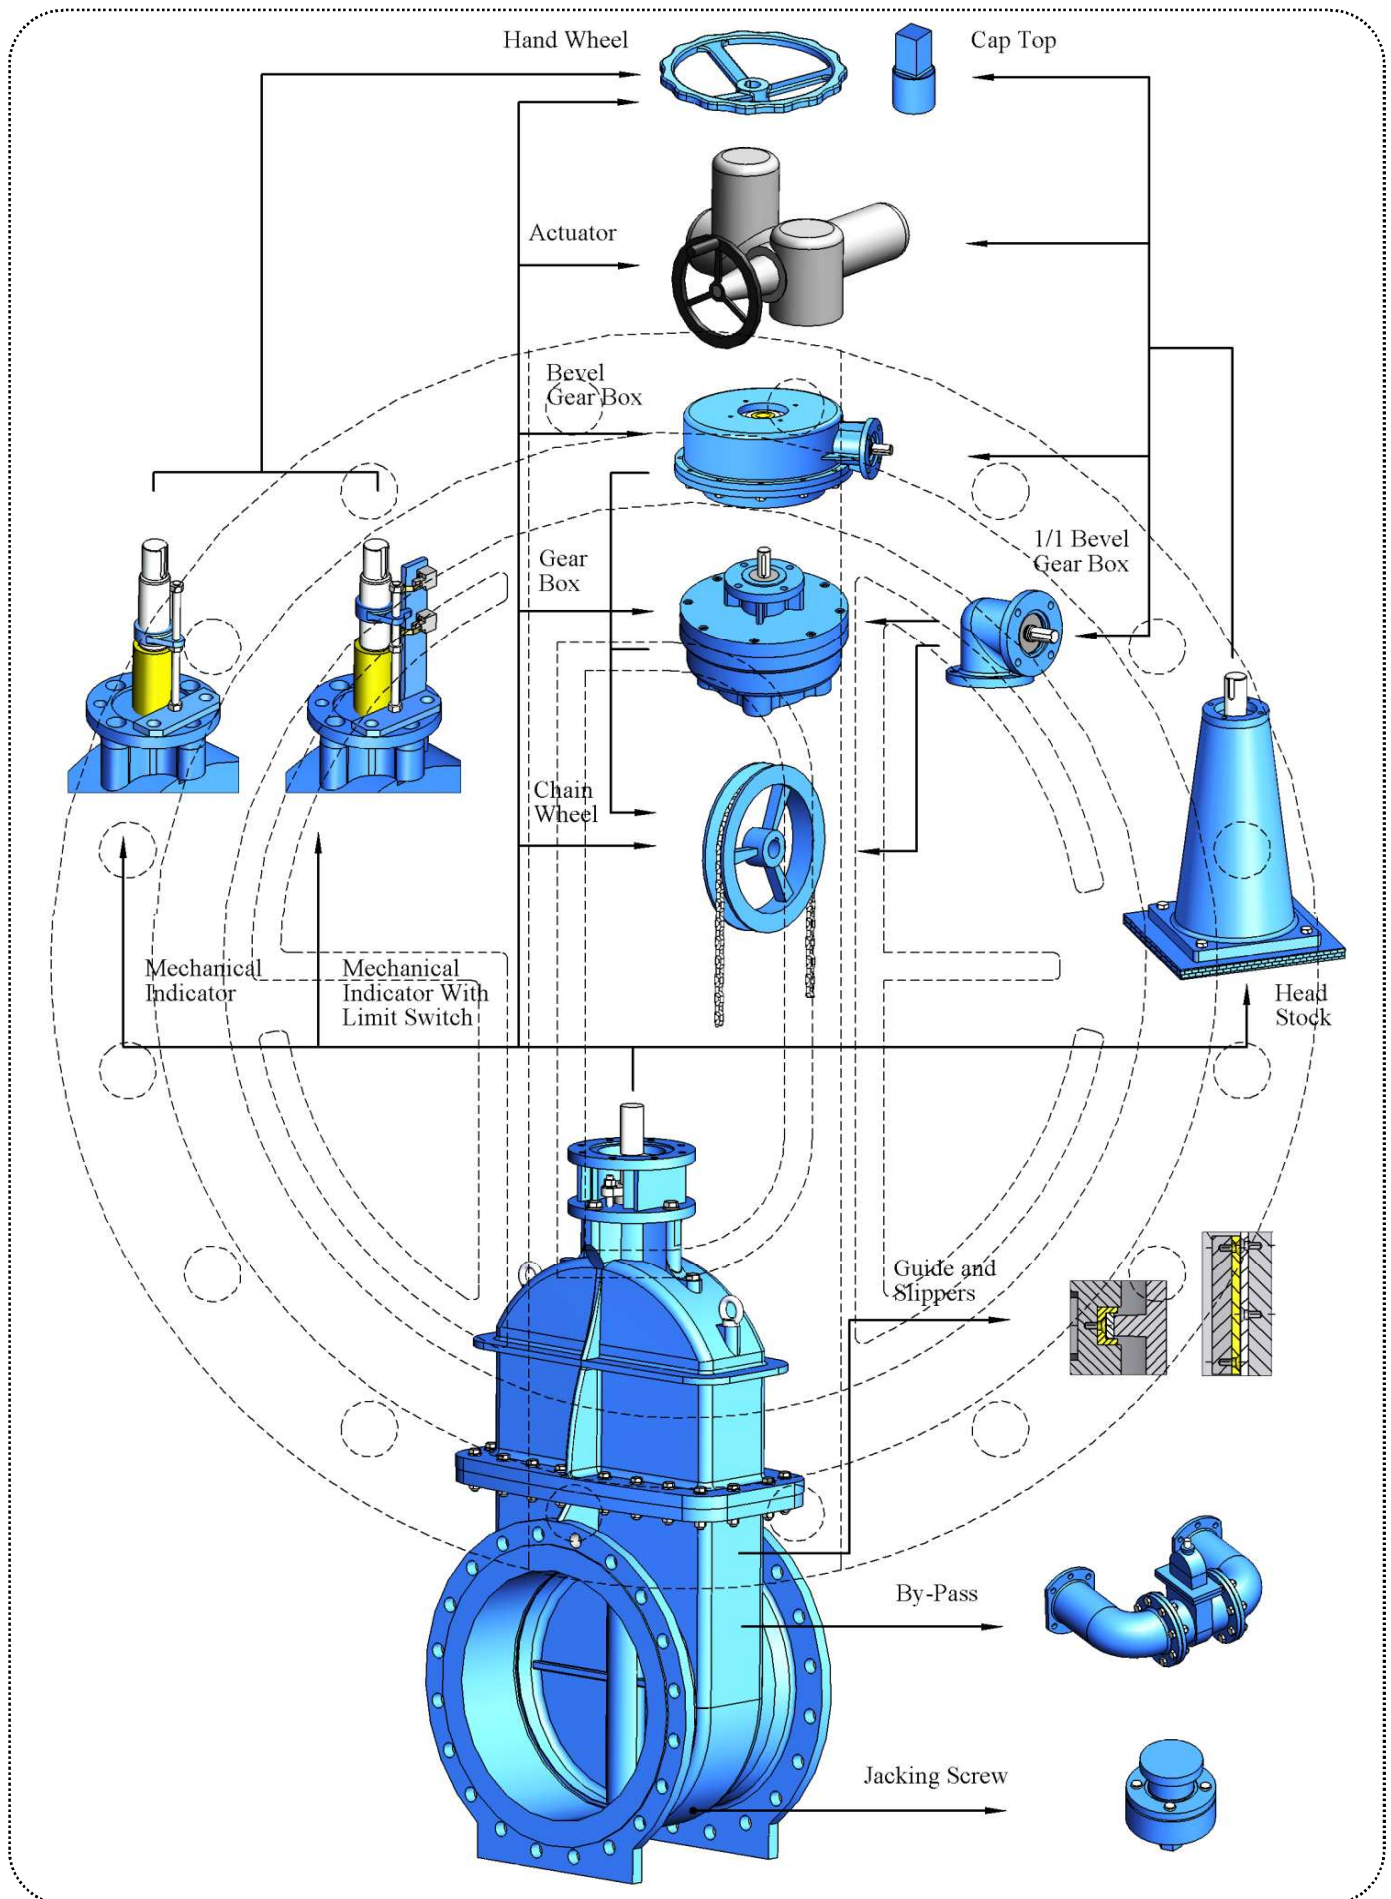 Hand Wheel
Cap Top
Actuator
Bevel
Gear Box
Gear
Box
1/1 Bevel
Gear Box
Chain
Wheel
Mechanical
Indicator
Mechanical
Indicator With
Limit Switch
Head
Stock
Guide and
Slippers
By-Pass
Jacking Screw